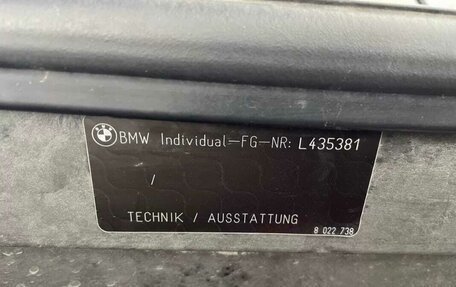 BMW Individual-FG-NR: L435381
/
TECHNIK / AUSSTATTUNG
8 022 738